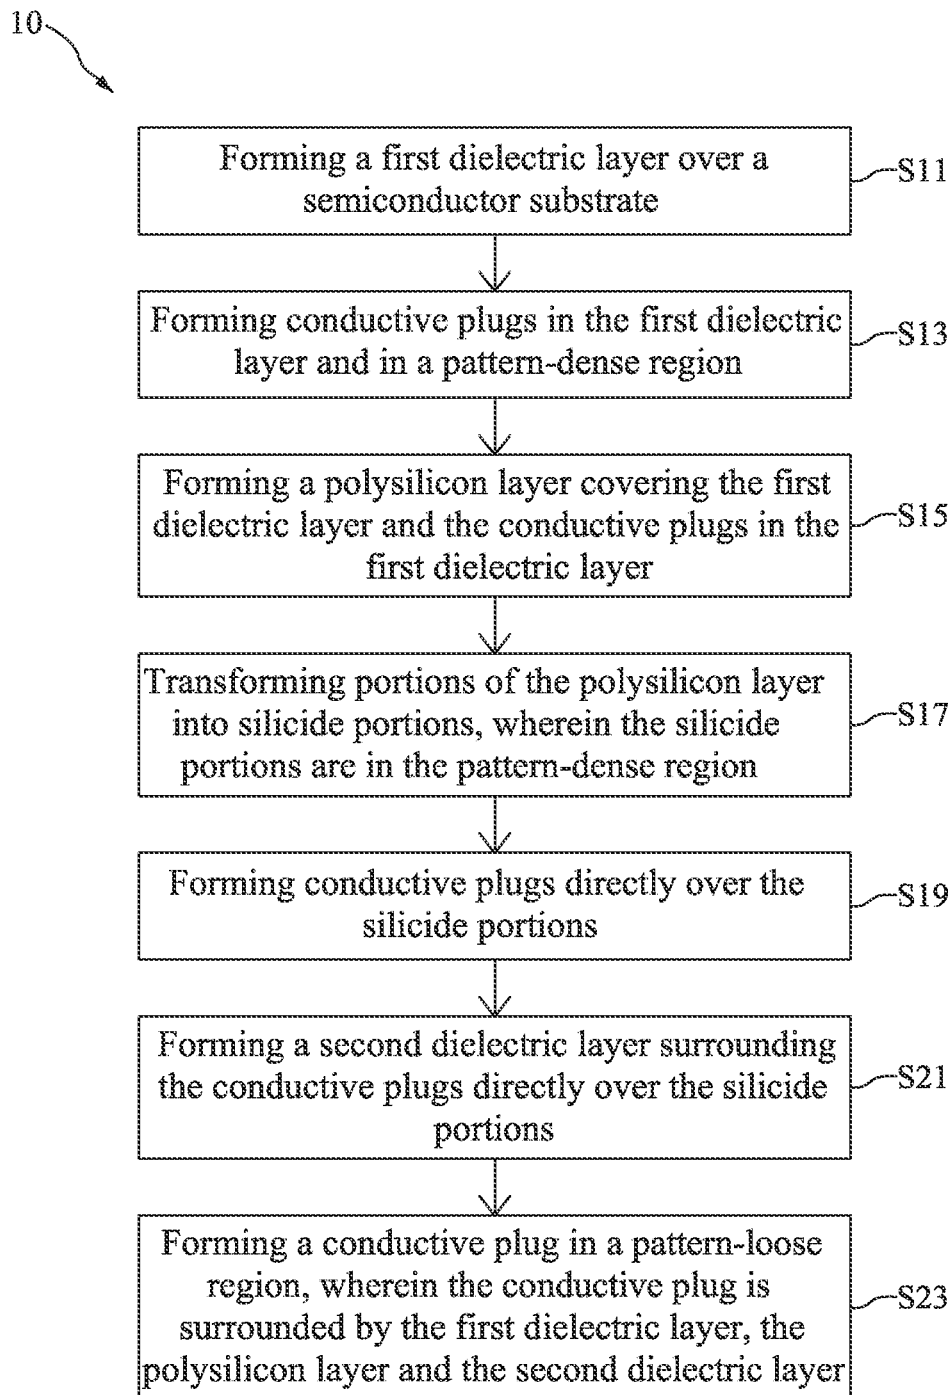 10
Forming a first dielectric layer over a
semiconductor substrate
S11
Forming conductive plugs in the first dielectric
layer and in a pattern-dense region
S13
Forming a polysilicon layer covering the first
dielectric layer and the conductive plugs in the
first dielectric layer
S15
Transforming portions of the polysilicon layer
into silicide portions, wherein the silicide
portions are in the pattern-dense region
S17
Forming conductive plugs directly over the
silicide portions
S19
Forming a second dielectric layer surrounding
the conductive plugs directly over the silicide
portions
S21
Forming a conductive plug in a pattern-loose
region, wherein the conductive plug is
surrounded by the first dielectric layer, the
polysilicon layer and the second dielectric layer
S23